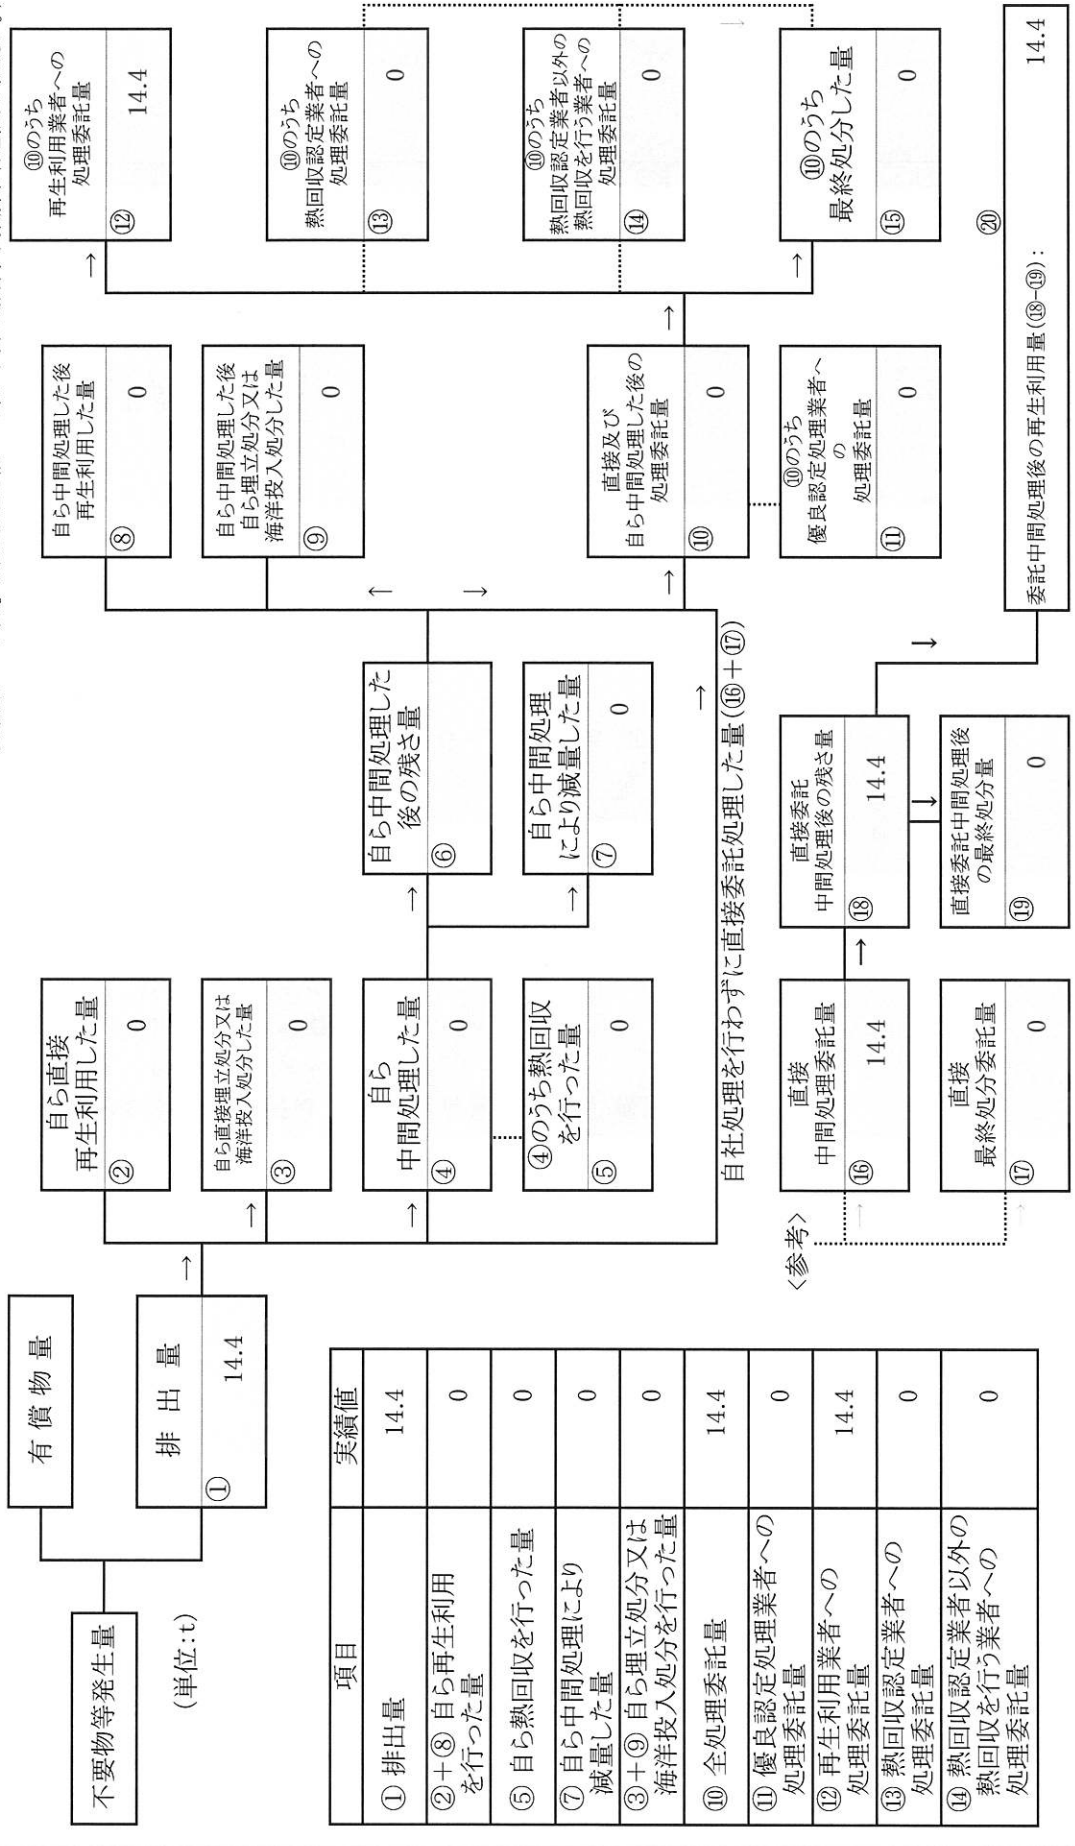 不要物等発生量
(単位:t)
有償物量
排出量
①
14.4
自ら直接
再生利用した量
②
0
自ら直接埋立処分又は
海洋投入処分した量
③
0
自ら
中間処理した量
④
0
④のうち熱回収
を行った量
⑤
0
自ら中間処理した
後の残さ量
⑥
自ら中間処理
により減量した量
⑦
0
自ら中間処理した後
再生利用した量
⑧
0
自ら中間処理した後
自ら埋立処分又は
海洋投入処分した量
⑨
0
直接及び
自ら中間処理した後の
処理委託量
⑩
0
⑩のうち
優良認定処理業者へ
の
処理委託量
⑪
0
⑩のうち
再生利用業者への
処理委託量
⑫
14.4
⑩のうち
熱回収認定業者への
処理委託量
⑬
0
⑩のうち
熱回収認定業者以外の
熱回収を行う業者への
処理委託量
⑭
0
⑩のうち
最終処分した量
⑮
0
自社処理を行わずに直接委託処理した量(⑯+⑰)
<参考>
直接
中間処理委託量
⑯
14.4
直接
最終処分委託量
⑰
0
直接委託
中間処理後の残さ量
⑱
14.4
直接委託中間処理後
の最終処分量
⑲
0
⑳
委託中間処理後の再生利用量(⑱-⑲):
14.4
項目 実績値
①排出量 14.4
②+⑧ 自ら再生利用
を行った量 0
⑤ 自ら熱回収を行った量 0
⑦ 自ら中間処理により
減量した量 0
③+⑨ 自ら埋立処分又は
海洋投入処分を行った量 0
⑩ 全処理委託量 14.4
⑪ 優良認定処理業者への
処理委託量 0
⑫ 再生利用業者への
処理委託量 14.4
⑬ 熱回収認定業者への
処理委託量 0
⑭ 熱回収認定業者以外の
熱回収を行う業者への
処理委託量 0